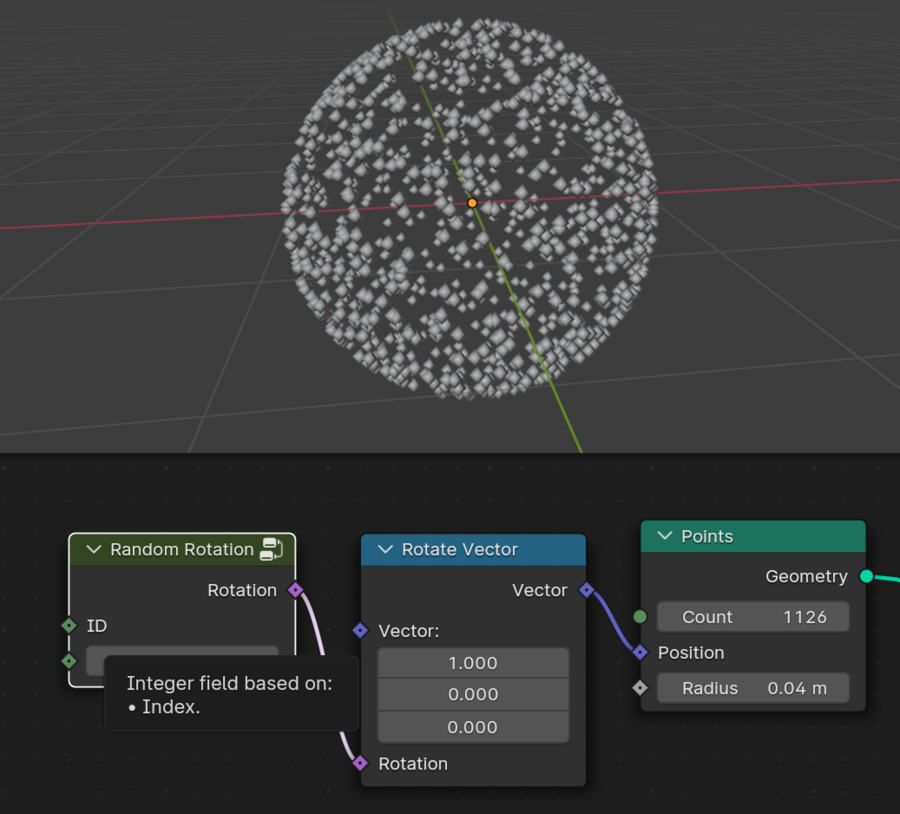 Random Rotation
Rotation
ID
Integer field based on:
• Index.
Rotate Vector
Vector
Vector:
1.000
0.000
0.000
Rotation
Points
Geometry
Count 1126
Position
Radius 0.04 m